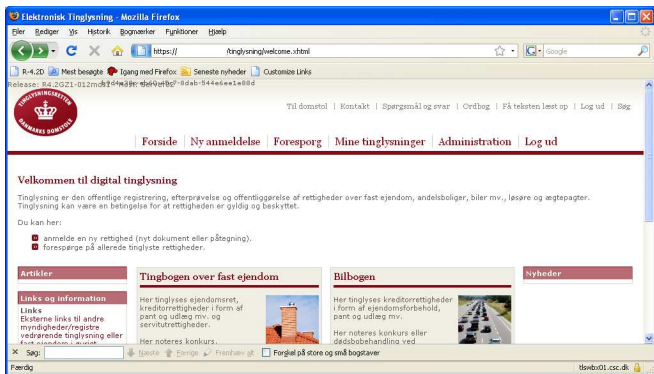 Elektronisk Tinglysning - Mozilla Firefox
Filer Rediger Vis Historik Bogmærker Funktioner Hjælp
https:// /tinglysning/welcome.xhtml Google
R-4.2D Mest besøgte Igang med Firefox Seneste nyheder Customize Links
Release: R4.2GZ1-012mcd51
TINGLYSNINGSRETTEN
DANMARKS DOMSTOLE
Til domstol | Kontakt | Spørgsmål og svar | Ordbog | Få teksten læst op | Log ud | Søg
Forside Ny anmeldelse Forespørg Mine tinglysninger Administration Log ud
Velkommen til digital tinglysning
Tinglysning er den offentlige registrering, efterprøvelse og offentliggørelse af rettigheder over fast ejendom, andelsboliger, biler mv., løsøre og ægtepagter.
Tinglysning kan være en betingelse for at rettigheden er gyldig og beskyttet.
Du kan her:
anmelde en ny rettighed (nyt dokument eller påtegning).
forespørge på allerede tinglyste rettigheder.
Artikler
Links og information
Links
Eksterne links til andre
myndigheder/registre
vedrørende tinglysning eller
Tingbogen over fast ejendom
Her tinglyses ejendomsret,
kreditorrettigheder i form af
pant og udlæg mv. og
servitutrettigheder.
Her noteres konkurs.
Bilbogen
Her tinglyses kreditorrettigheder
i form af ejendomsforbehold,
pant og udlæg mv.
Her noteres konkurs eller
dødsbobehandling ved
Nyheder
Søg: Næste Forrige Fremhæv alt Forskel på store og små bogstaver
Færdig tlswbx01.csc.dk